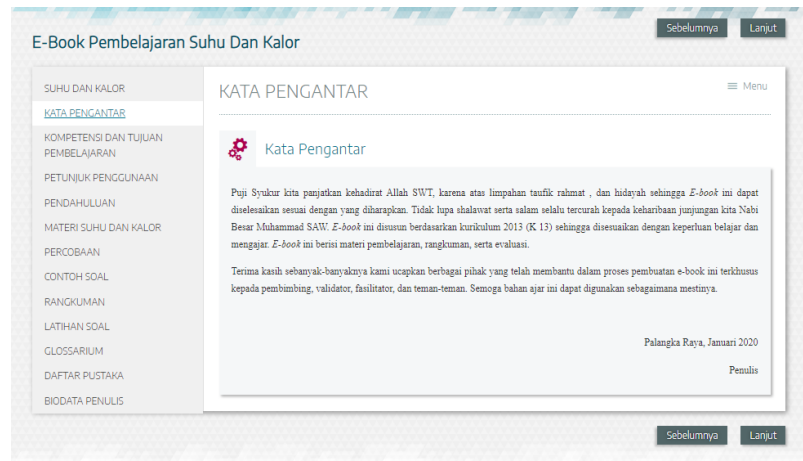 Sebelumnya Lanjut
E-Book Pembelajaran Suhu Dan Kalor
SUHU DAN KALOR
KATA PENGANTAR
KOMPETENSI DAN TUJUAN
PEMBELAJARAN
PETUNJUK PENGGUNAAN
PENDAHULUAN
MATERI SUHU DAN KALOR
PERCOBAAN
CONTOH SOAL
RANGKUMAN
LATIHAN SOAL
GLOSSARIUM
DAFTAR PUSTAKA
BIODATA PENULIS
KATA PENGANTAR
Menu
Kata Pengantar
Puji Syukur kita panjatkan kehadirat Allah SWT, karena atas limpahan taufik rahmat , dan hidayah sehingga E-book ini dapat
diselesaikan sesuai dengan yang diharapkan. Tidak lupa shalawat serta salam selalu tercurah kepada keharibaan junjungan kita Nabi
Besar Muhammad SAW. E-book ini disusun berdasarkan kurikulum 2013 (K 13) sehingga disesuaikan dengan keperluan belajar dan
mengajar. E-book ini berisi materi pembelajaran, rangkuman, serta evaluasi.
Terima kasih sebanyak-banyaknya kami ucapkan berbagai pihak yang telah membantu dalam proses pembuatan e-book ini terkhusus
kepada pembimbing, validator, fasilitator, dan teman-teman. Semoga bahan ajar ini dapat digunakan sebagaimana mestinya.
Palangka Raya, Januari 2020
Penulis
Sebelumnya Lanjut